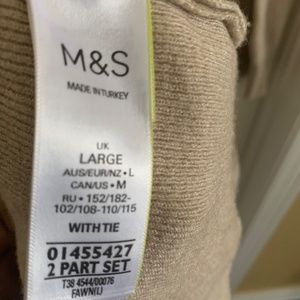 M&S
MADE IN TURKEY
UK
LARGE
AUS/EUR/NZ • L
CAN/US • M
RU • 152/182-
102/108-110/115
WITH TIE
01455427
2 PART SET
T38 4544/00076
FAWN(L)